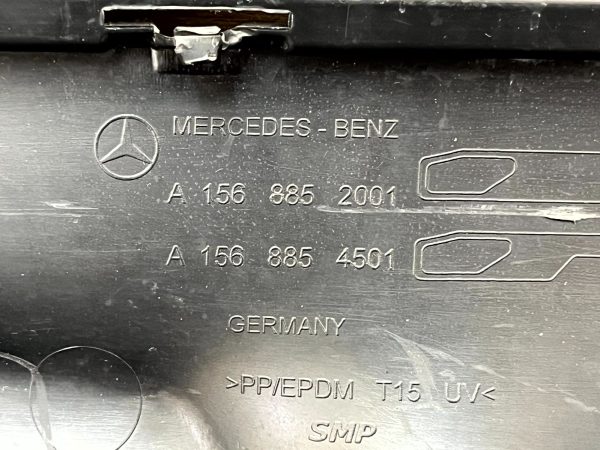 MERCEDES - BENZ
A 156 885 2001
A 156 885 4501
GERMANY
>PP/EPDM T15 UV<
SMP